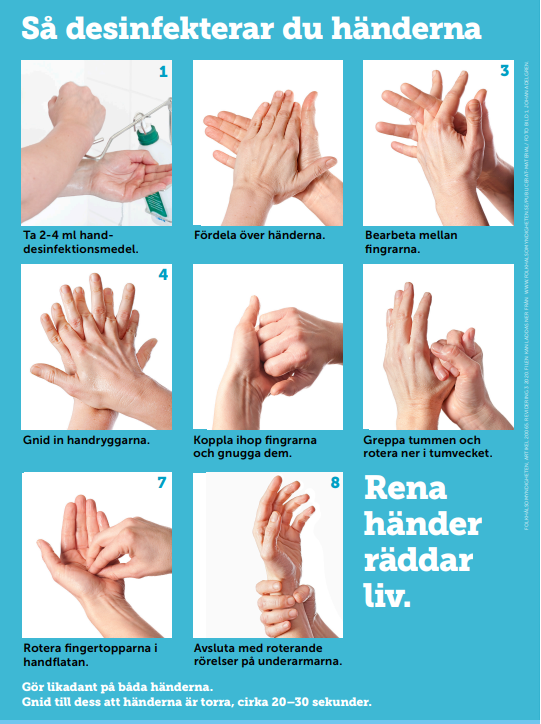 Så desinfekterar du händerna
1
3
Ta 2-4 ml hand-
desinfektionsmedel.
Fördela över händerna.
Bearbeta mellan
fingrarna.
4
Gnid in handryggarna.
Koppla ihop fingrarna
och gnugga dem.
Greppa tummen och
rotera ner i tumvecket.
7
8
Rena
händer
räddar
liv.
Rotera fingertopparna i
handflatan.
Avsluta med roterande
rörelser på underarmarna.
Gör likadant på båda händerna.
Gnid till dess att händerna är torra, cirka 20–30 sekunder.